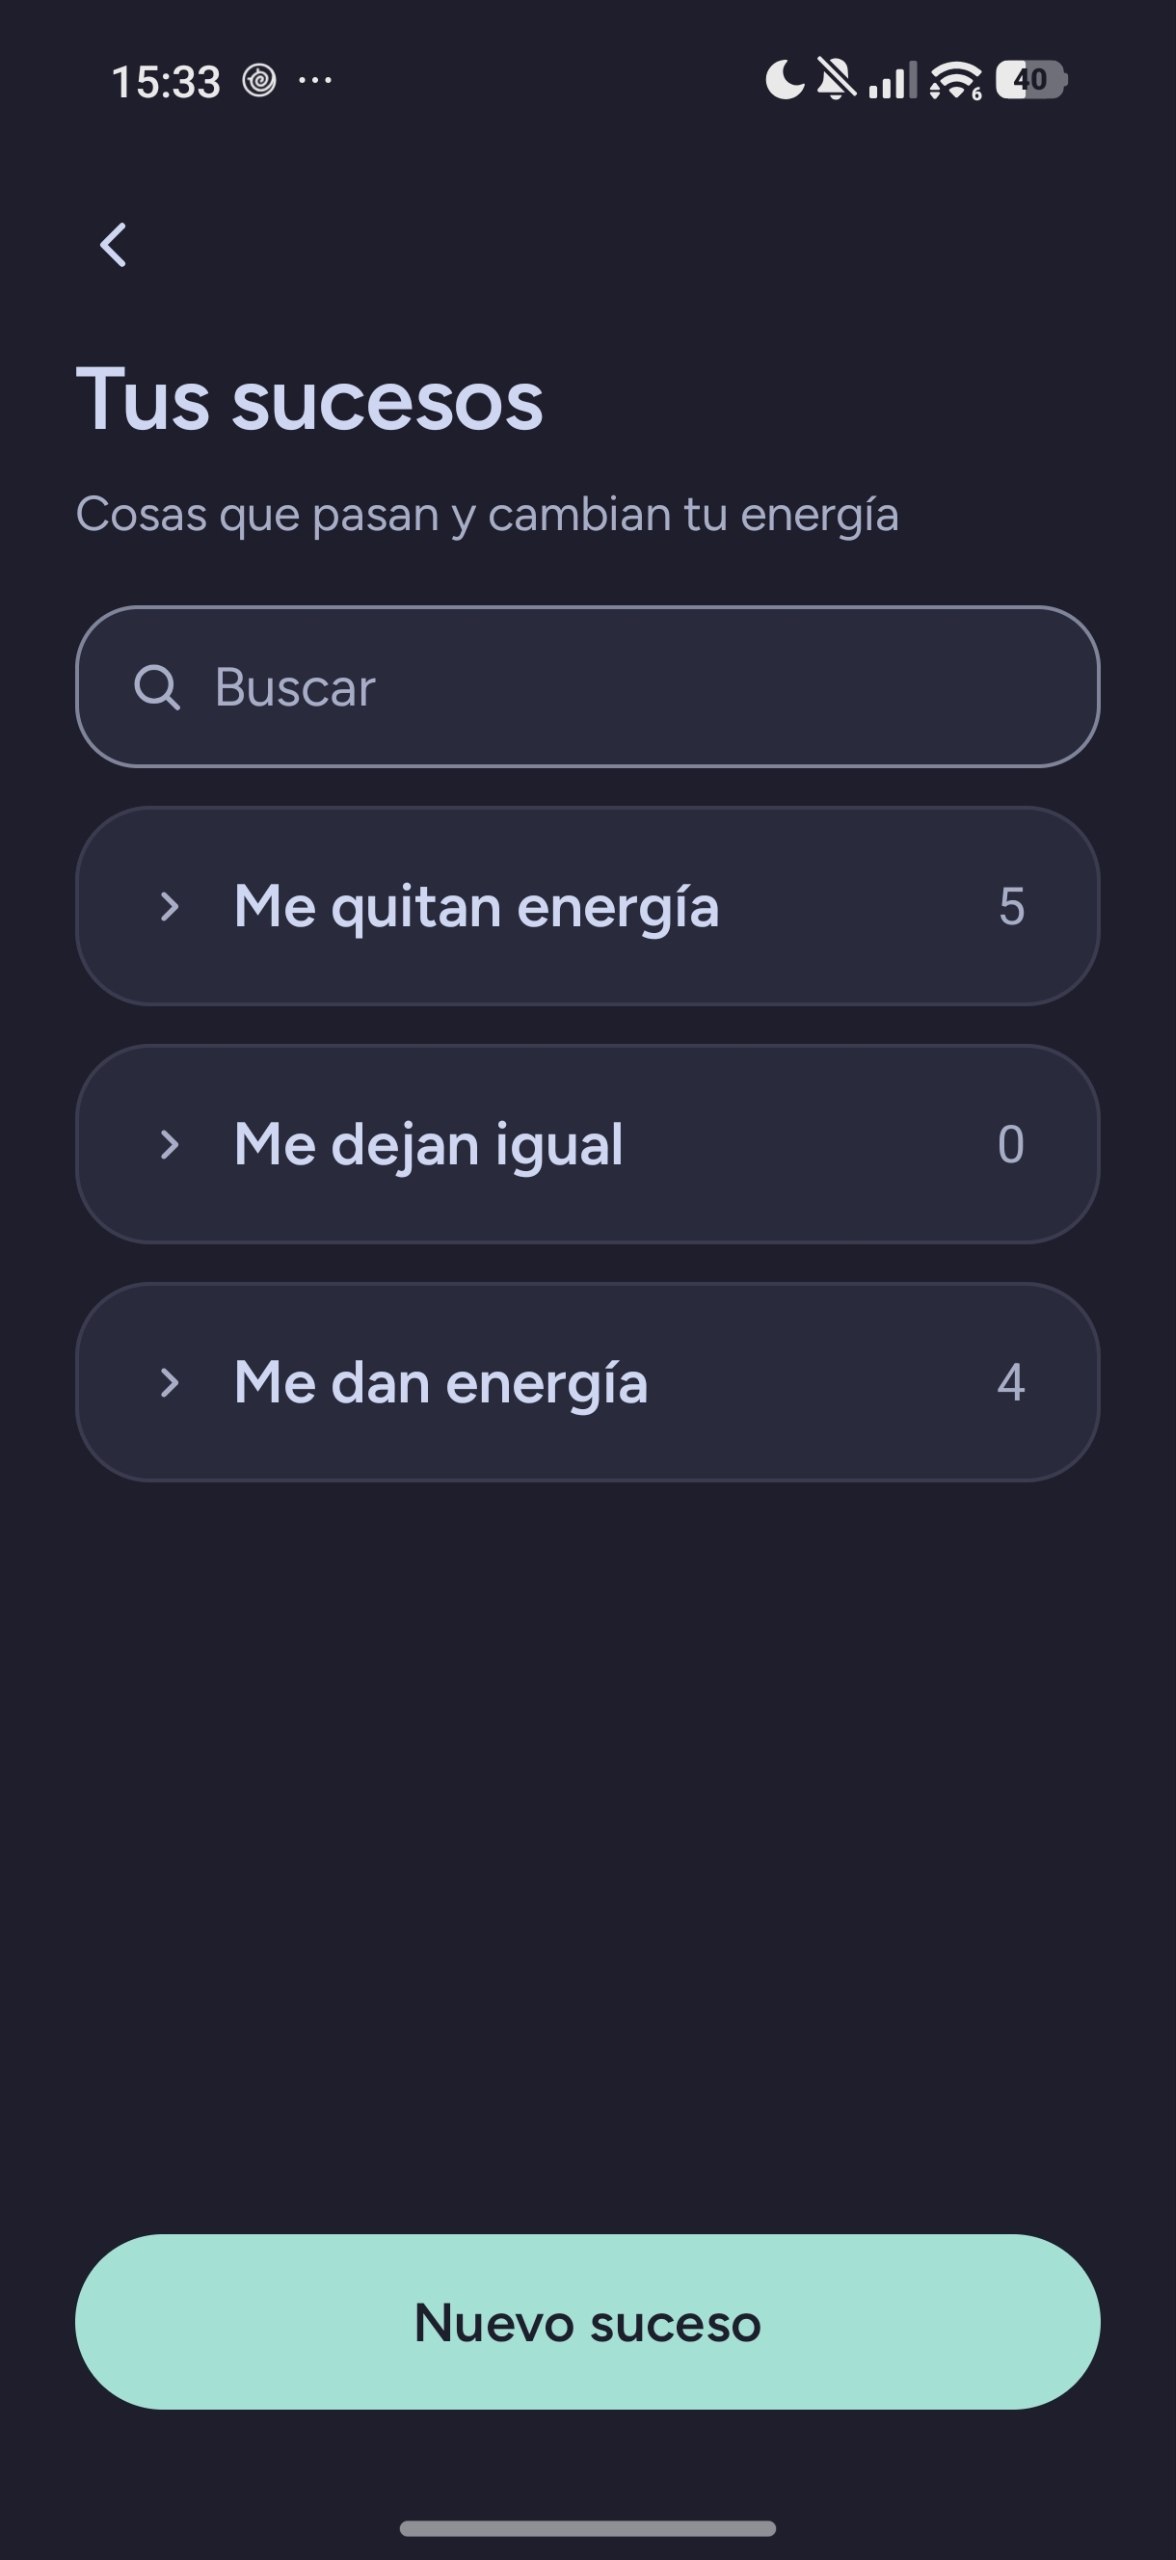 15:33 ...
6 40
Tus sucesos
Cosas que pasan y cambian tu energía
Buscar
Me quitan energía 5
Me dejan igual 0
Me dan energía 4
Nuevo suceso